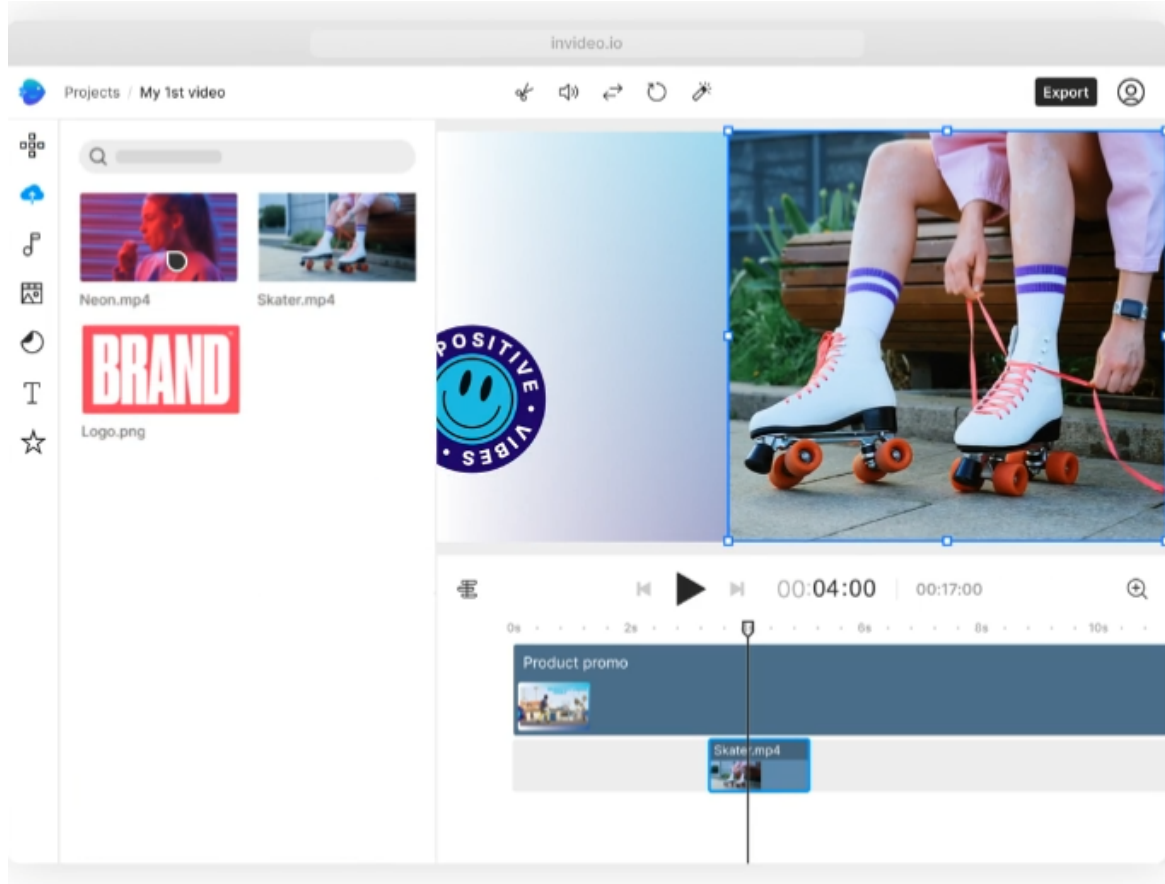 invideo.io
Projects / My 1st video
Export
Neon.mp4
Skater.mp4
BRAND
Logo.png
POSITIVE • VIBES •
00:04:00
00:17:00
0s
2s
6s
8s
10s
Product promo
Skater.mp4